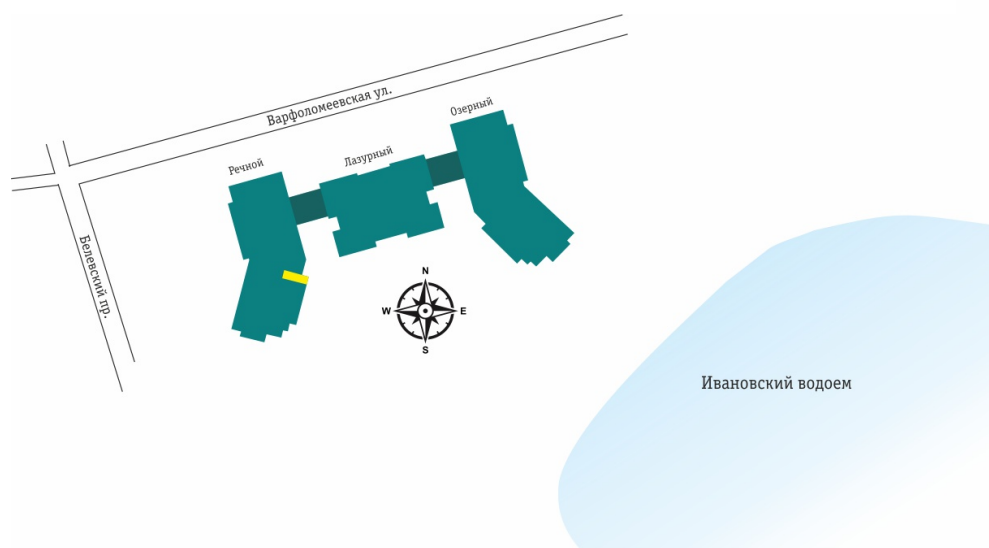 Варфоломеевская ул.
Озерный
Лазурный
Речной
Белевский пр.
N
W
E
S
Ивановский водоем